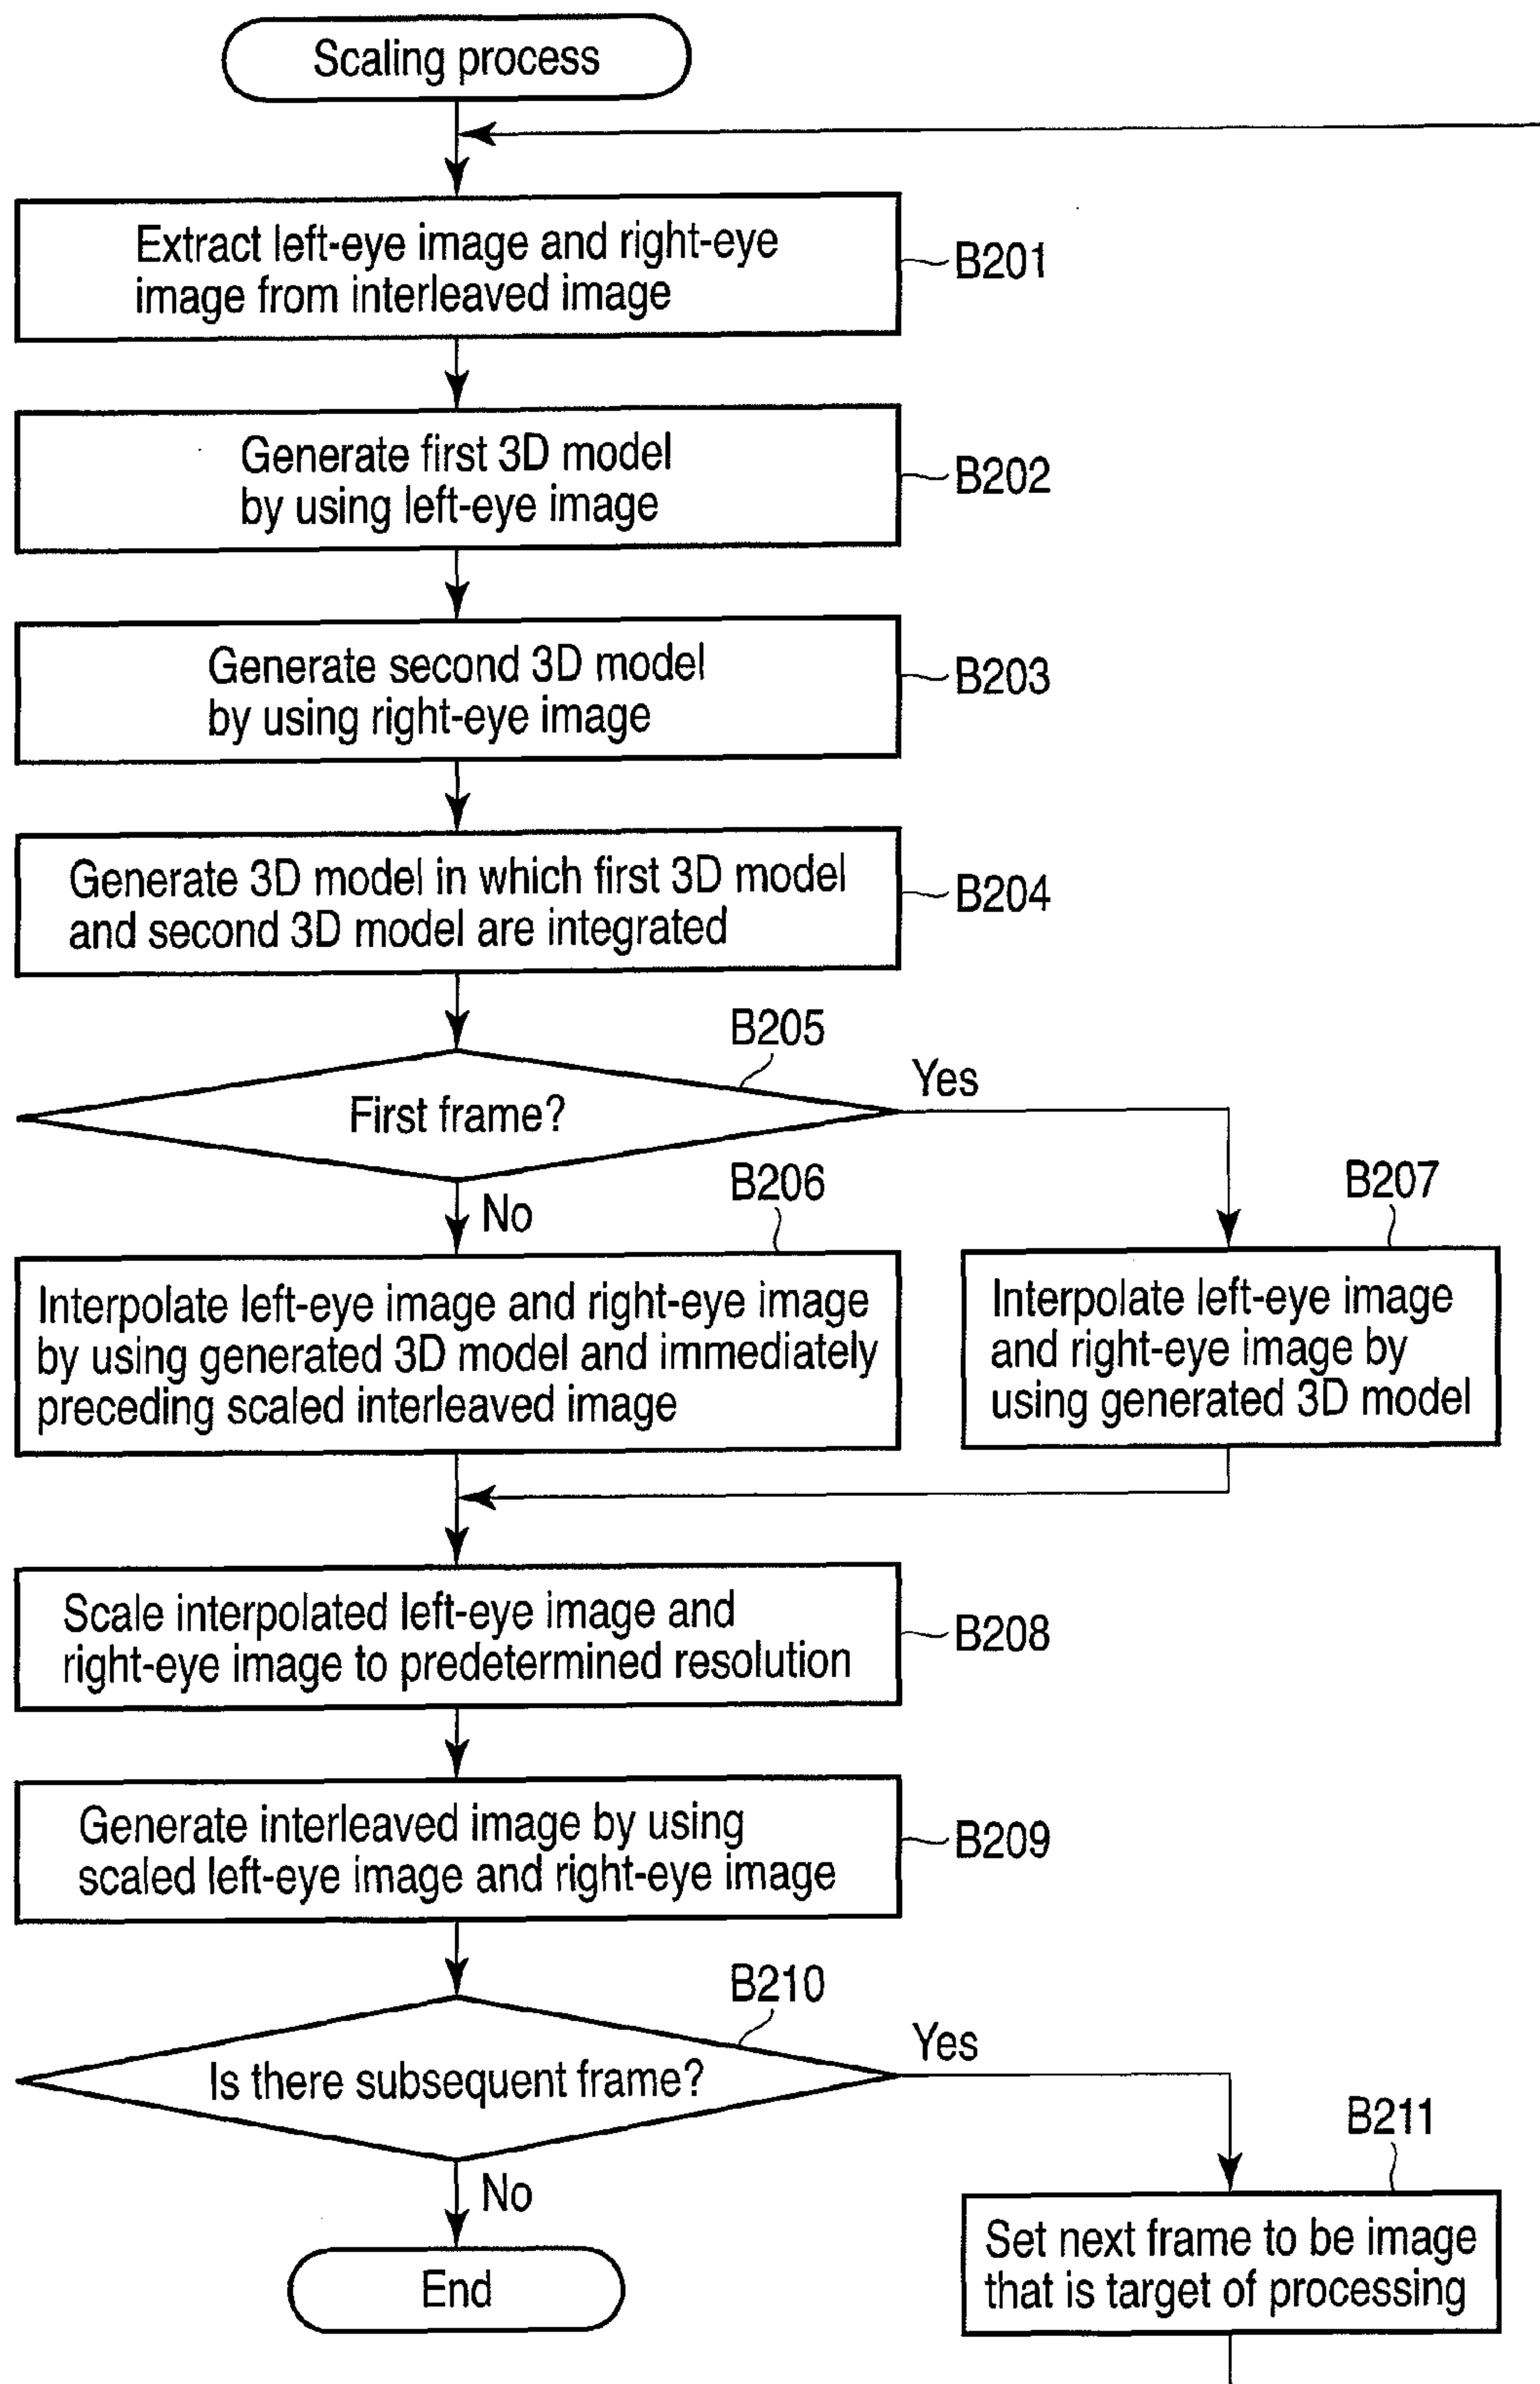 Scaling process
Extract left-eye image and right-eye
image from interleaved image
B201
Generate first 3D model
by using left-eye image
B202
Generate second 3D model
by using right-eye image
B203
Generate 3D model in which first 3D model
and second 3D model are integrated
B204
B205
First frame?
Yes
No
B206
Interpolate left-eye image and right-eye image
by using generated 3D model and immediately
preceding scaled interleaved image
B207
Interpolate left-eye image
and right-eye image by
using generated 3D model
Scale interpolated left-eye image and
right-eye image to predetermined resolution
B208
Generate interleaved image by using
scaled left-eye image and right-eye image
B209
B210
Is there subsequent frame?
Yes
No
B211
Set next frame to be image
that is target of processing
End